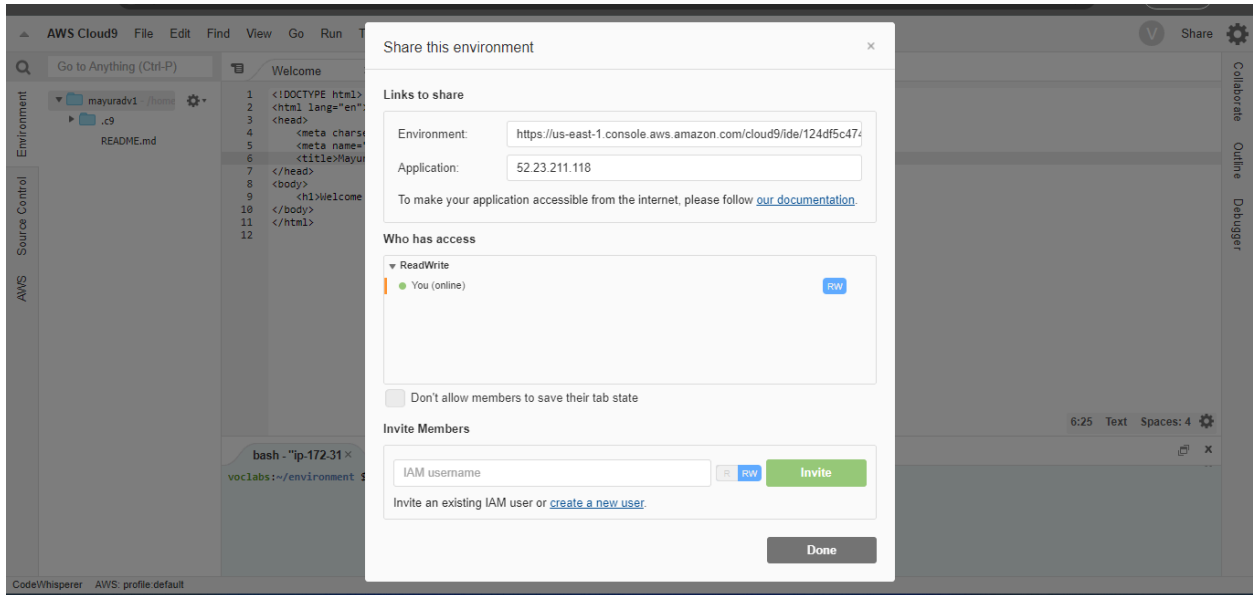 AWS Cloud9 File Edit Find View Go Run T
V Share
Go to Anything (Ctrl-P)
Welcome
Environment
Source Control
AWS
mayuradv1 - /home
.c9
README.md
1 <!DOCTYPE html>
2 <html lang="en">
3 <head>
4 <meta charse
5 <meta name="
6 <title>Mayur
7 </head>
8 <body>
9 <h1>Welcome
10 </body>
11 </html>
12
Share this environment
×
Links to share
Environment: https://us-east-1.console.aws.amazon.com/cloud9/ide/124df5c474
Application: 52.23.211.118
To make your application accessible from the internet, please follow our documentation.
Who has access
ReadWrite
You (online) RW
Don't allow members to save their tab state
Invite Members
IAM username R RW Invite
Invite an existing IAM user or create a new user.
Done
Collaborate
Outline
Debugger
6:25 Text Spaces: 4
bash - "ip-172-31 ×
voclabs:~/environment $
CodeWhisperer AWS: profile:default